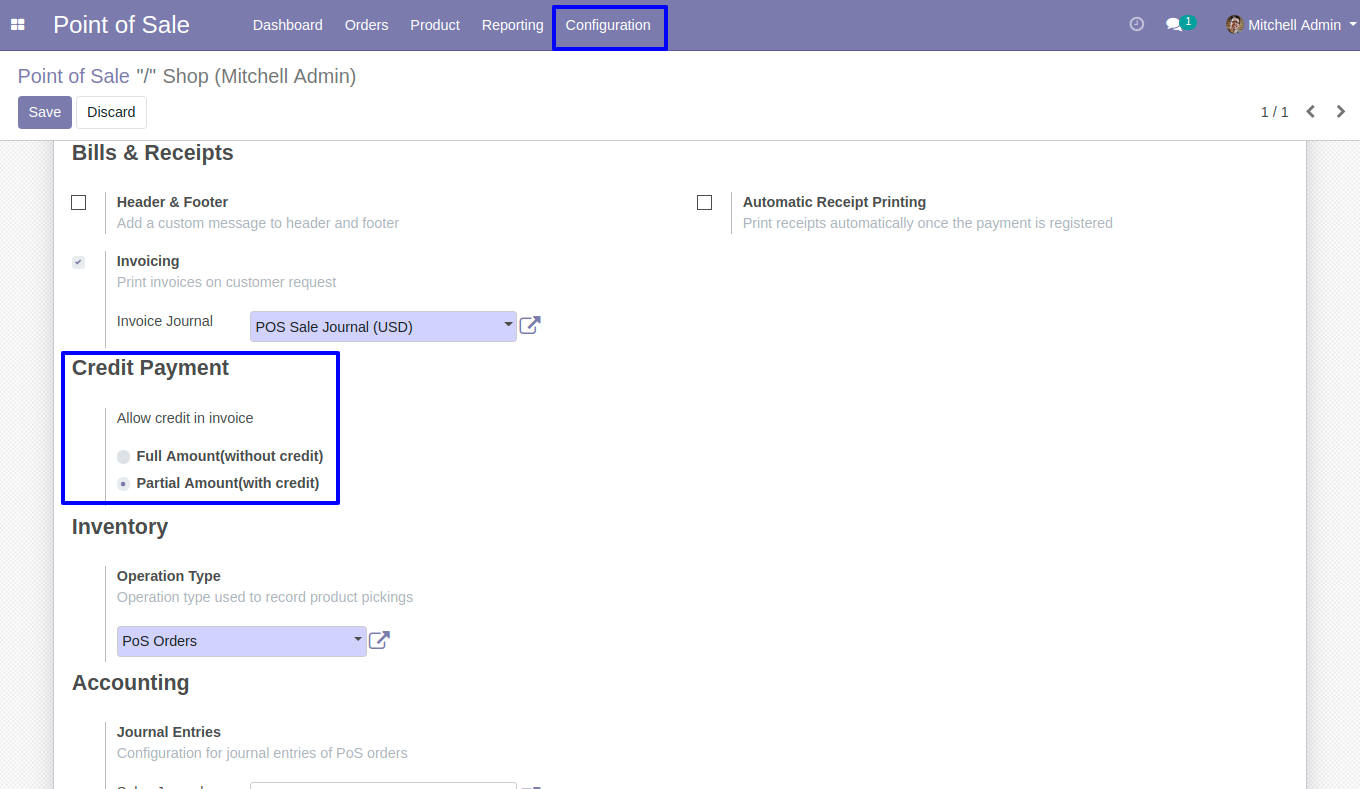 Point of Sale
Dashboard
Orders
Product
Reporting
Configuration
1
Mitchell Admin
Point of Sale "/" Shop (Mitchell Admin)
Save
Discard
1 / 1
Bills & Receipts
Header & Footer
Add a custom message to header and footer
Automatic Receipt Printing
Print receipts automatically once the payment is registered
Invoicing
Print invoices on customer request
Invoice Journal
POS Sale Journal (USD)
Credit Payment
Allow credit in invoice
Full Amount(without credit)
Partial Amount(with credit)
Inventory
Operation Type
Operation type used to record product pickings
PoS Orders
Accounting
Journal Entries
Configuration for journal entries of PoS orders